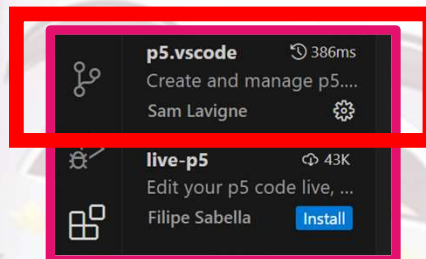 p5.vscode 386ms
Create and manage p5....
Sam Lavigne
live-p5 43K
Edit your p5 code live, ...
Filipe Sabella Install